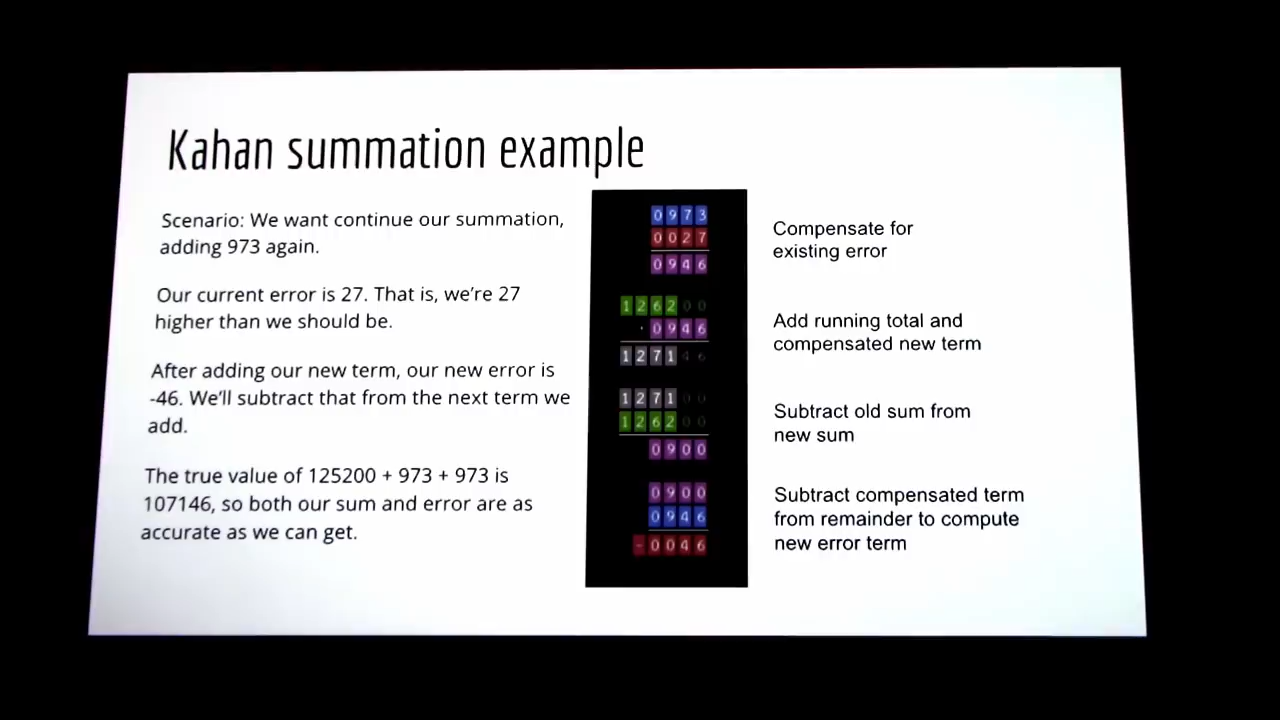 Kahan summation example
Scenario: We want continue our summation,
adding 973 again.
Our current error is 27. That is, we're 27
higher than we should be.
After adding our new term, our new error is
-46. We'll subtract that from the next term we
add.
The true value of 125200 + 973 + 973 is
107146, so both our sum and error are as
accurate as we can get.
0973
0027
0946
126200
0946
127146
127100
126200
0900
0900
0946
-0046
Compensate for
existing error
Add running total and
compensated new term
Subtract old sum from
new sum
Subtract compensated term
from remainder to compute
new error term